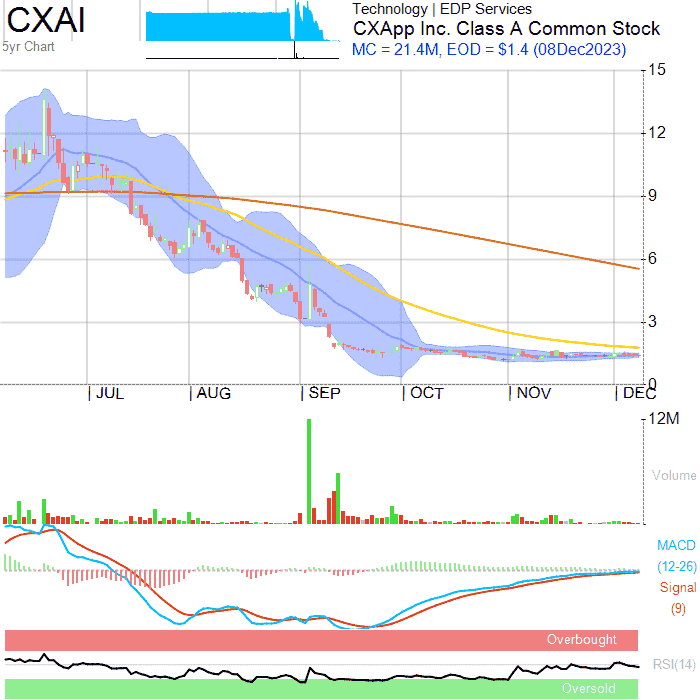 CXAI
5yr Chart
Technology | EDP Services
CXApp Inc. Class A Common Stock
MC = 21.4M, EOD = $1.4 (08Dec2023)
15
12
9
6
3
0
JUL
AUG
SEP
OCT
NOV
DEC
12M
Volume
MACD
(12-26)
Signal
(9)
Overbought
RSI(14)
Oversold